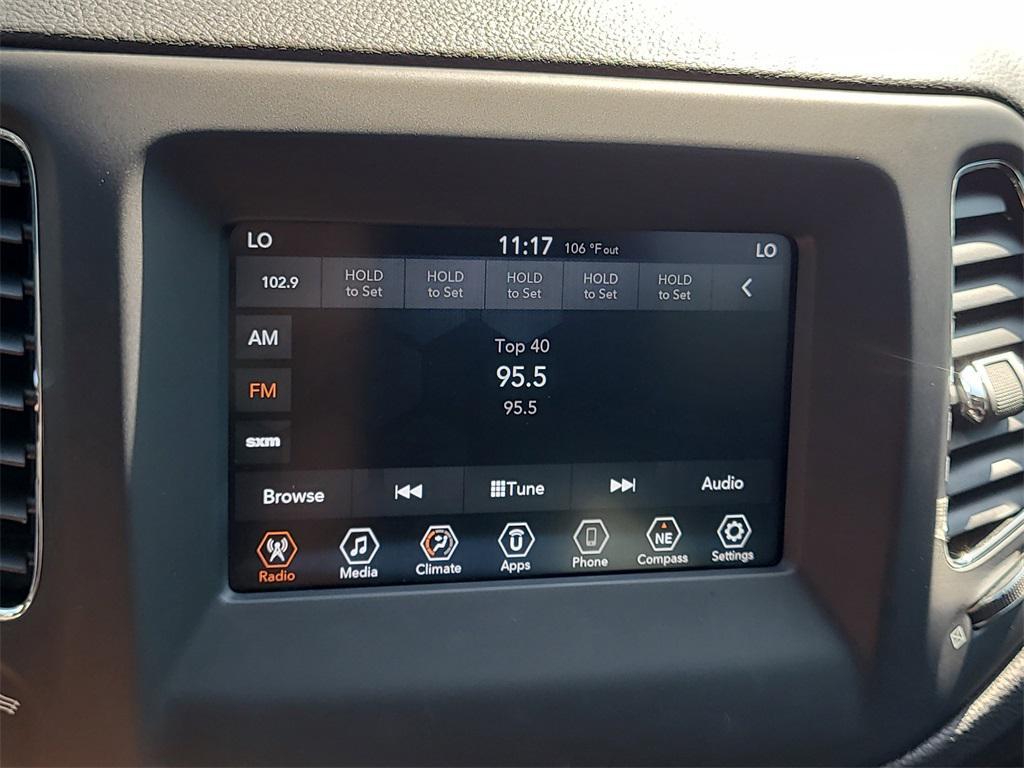 LO 11:17 106 °F out LO
102.9 HOLD to Set HOLD to Set HOLD to Set HOLD to Set HOLD to Set
AM
Top 40
FM
95.5
95.5
sxm
Browse Tune Audio
NE
Radio Media Climate Apps Phone Compass Settings